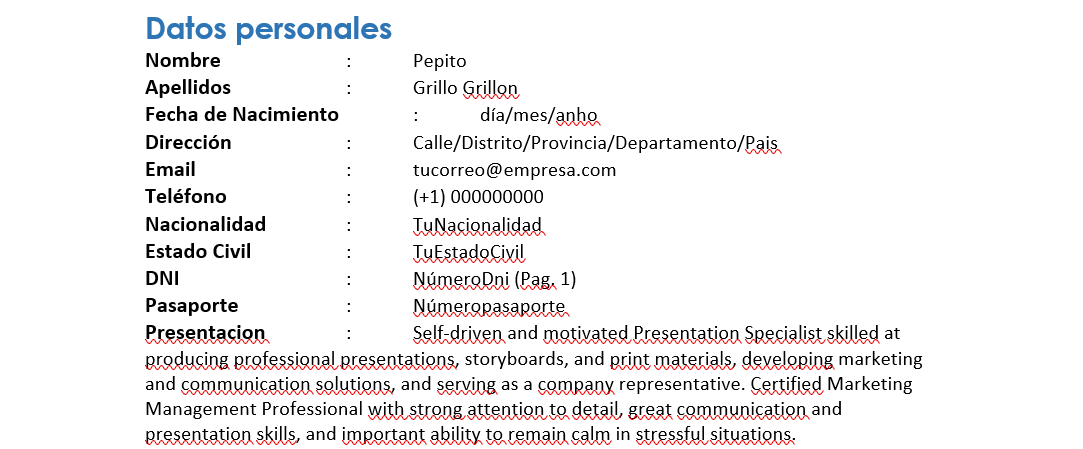 Datos personales
Nombre : Pepito
Apellidos : Grillo Grillon
Fecha de Nacimiento : día/mes/anho
Dirección : Calle/Distrito/Provincia/Departamento/Pais
Email : tucorreo@empresa.com
Teléfono : (+1) 000000000
Nacionalidad : TuNacionalidad
Estado Civil : TuEstadoCivil
DNI : NúmeroDni (Pag. 1)
Pasaporte : Númeropasaporte
Presentacion : Self-driven and motivated Presentation Specialist skilled at
producing professional presentations, storyboards, and print materials, developing marketing
and communication solutions, and serving as a company representative. Certified Marketing
Management Professional with strong attention to detail, great communication and
presentation skills, and important ability to remain calm in stressful situations.